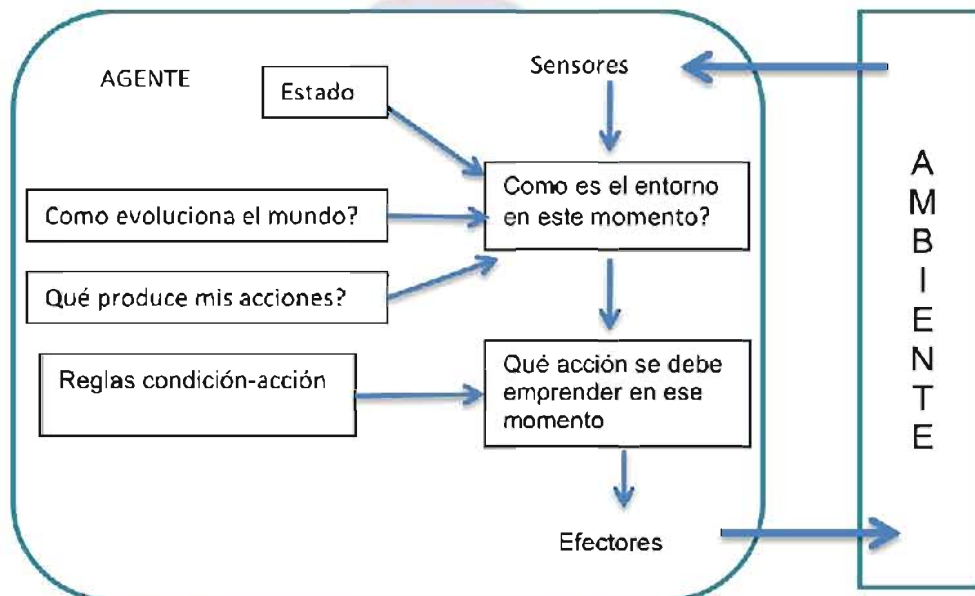 AGENTE
Estado
Sensores
Como evoluciona el mundo?
Como es el entorno
en este momento?
Qué produce mis acciones?
Reglas condición-acción
Qué acción se debe
emprender en ese
momento
Efectores
A
M
B
I
E
N
T
E